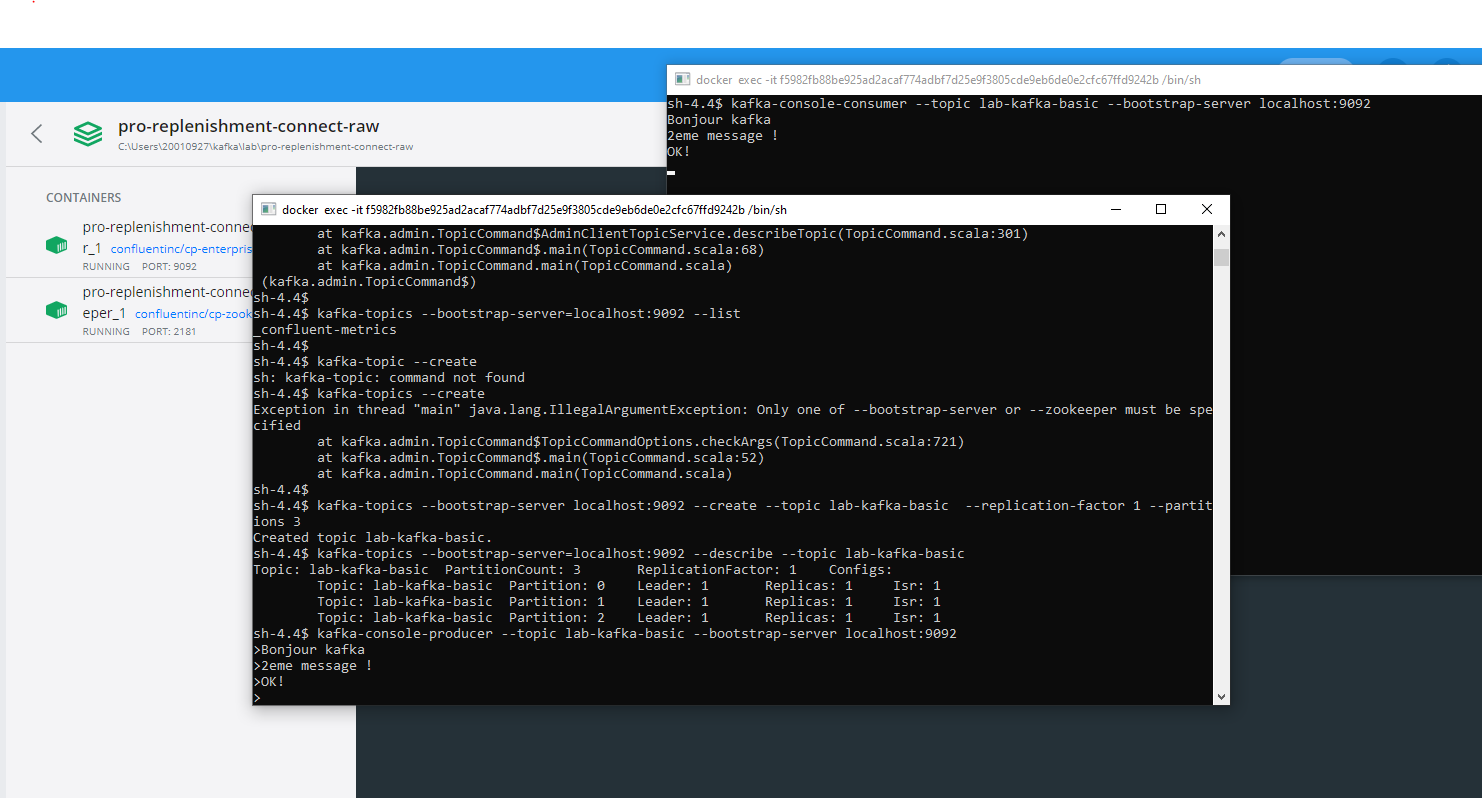 docker exec -it f5982fb88be925ad2acaf774adbf7d25e9f3805cde9eb6de0e2cfc67ffd9242b /bin/sh
sh-4.4$ kafka-console-consumer --topic lab-kafka-basic --bootstrap-server localhost:9092
Bonjour kafka
2eme message !
OK!
pro-replenishment-connect-raw
C:\Users\20010927\kafka\lab\pro-replenishment-connect-raw
CONTAINERS
pro-replenishment-connec
r_1 confluentinc/cp-enterpris
RUNNING PORT: 9092
pro-replenishment-connec
eper_1 confluentinc/cp-zook
RUNNING PORT: 2181
docker exec -it f5982fb88be925ad2acaf774adbf7d25e9f3805cde9eb6de0e2cfc67ffd9242b /bin/sh
at kafka.admin.TopicCommand$AdminClientTopicService.describeTopic(TopicCommand.scala:301)
at kafka.admin.TopicCommand$.main(TopicCommand.scala:68)
at kafka.admin.TopicCommand.main(TopicCommand.scala)
(kafka.admin.TopicCommand$)
sh-4.4$
sh-4.4$ kafka-topics --bootstrap-server=localhost:9092 --list
_confluent-metrics
sh-4.4$
sh-4.4$ kafka-topic --create
sh: kafka-topic: command not found
sh-4.4$ kafka-topics --create
Exception in thread "main" java.lang.IllegalArgumentException: Only one of --bootstrap-server or --zookeeper must be spe
cified
at kafka.admin.TopicCommand$TopicCommandOptions.checkArgs(TopicCommand.scala:721)
at kafka.admin.TopicCommand$.main(TopicCommand.scala:52)
at kafka.admin.TopicCommand.main(TopicCommand.scala)
sh-4.4$
sh-4.4$ kafka-topics --bootstrap-server localhost:9092 --create --topic lab-kafka-basic  --replication-factor 1 --partit
ions 3
Created topic lab-kafka-basic.
sh-4.4$ kafka-topics --bootstrap-server=localhost:9092 --describe --topic lab-kafka-basic
Topic: lab-kafka-basic PartitionCount: 3 ReplicationFactor: 1 Configs:
Topic: lab-kafka-basic Partition: 0 Leader: 1 Replicas: 1 Isr: 1
Topic: lab-kafka-basic Partition: 1 Leader: 1 Replicas: 1 Isr: 1
Topic: lab-kafka-basic Partition: 2 Leader: 1 Replicas: 1 Isr: 1
sh-4.4$ kafka-console-producer --topic lab-kafka-basic --bootstrap-server localhost:9092
>Bonjour kafka
>2eme message !
>OK!
>